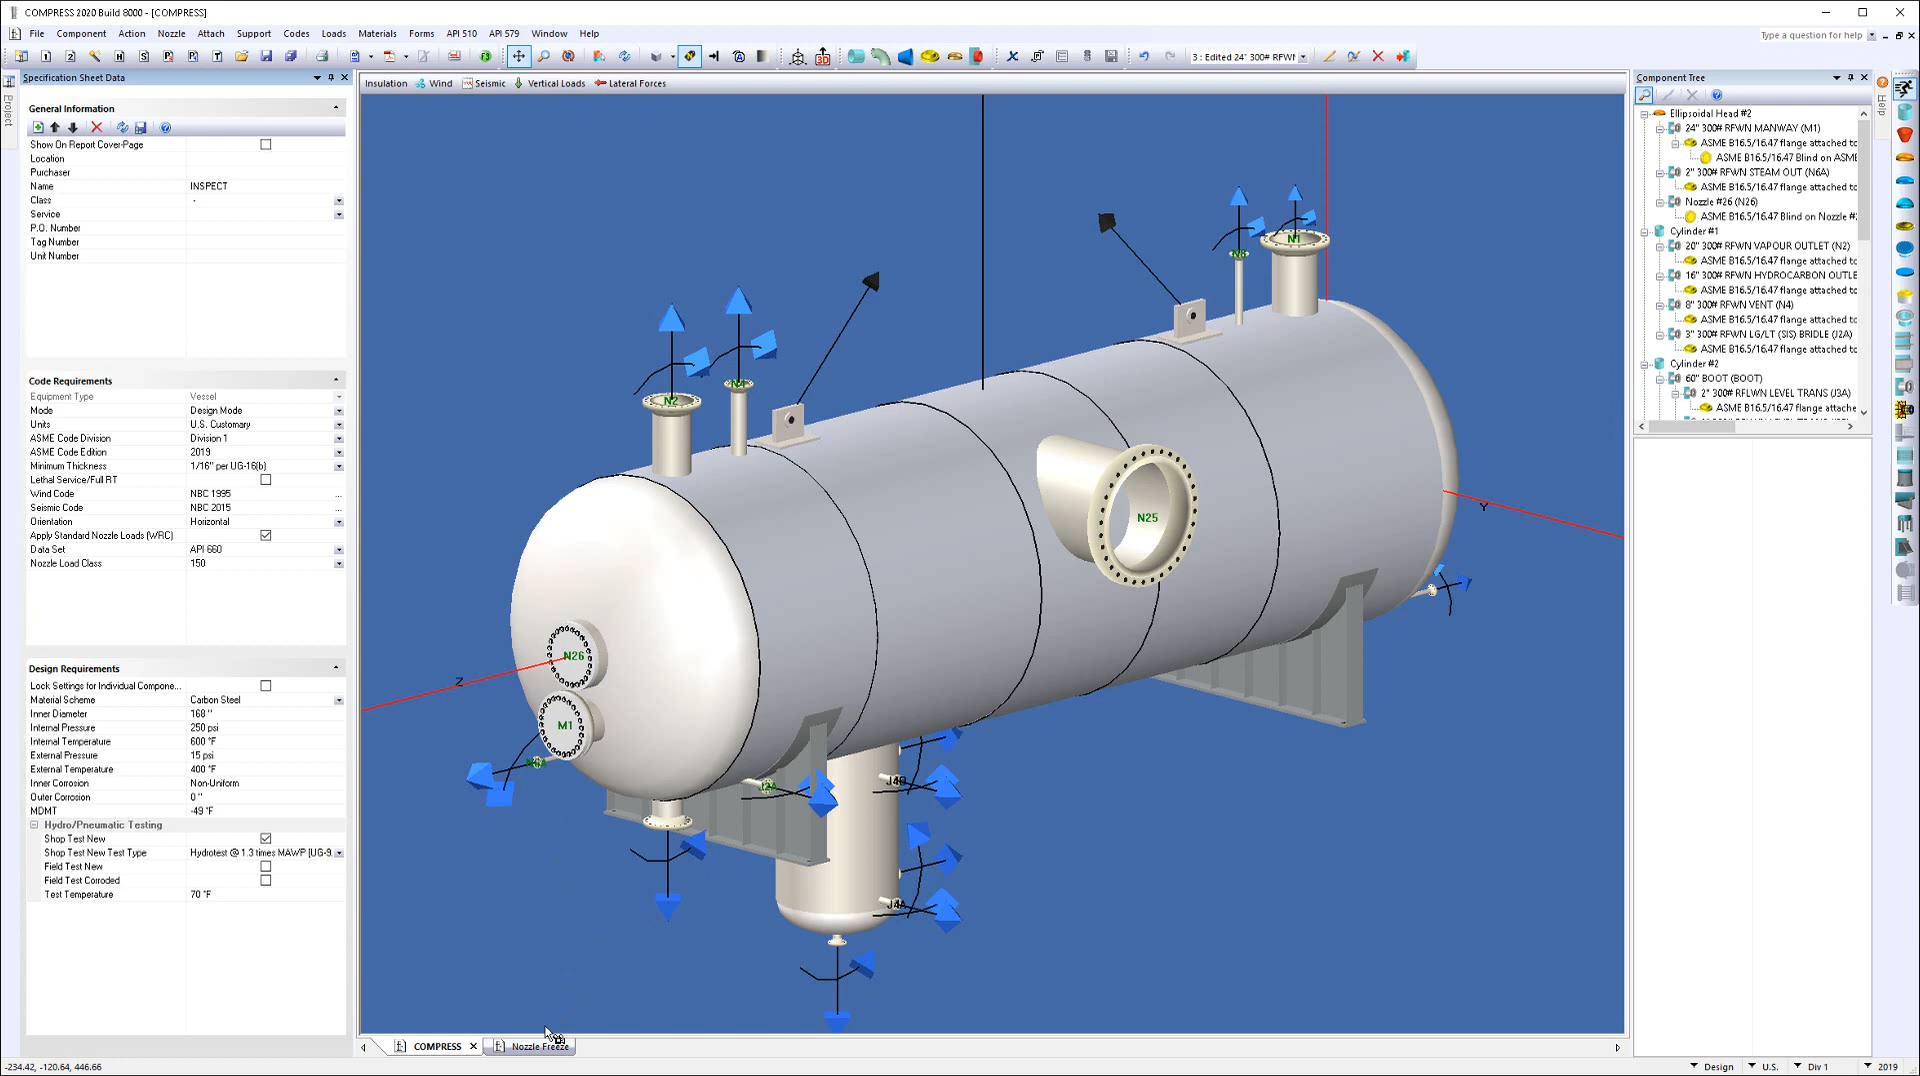 COMPRESS 2020 Build 8000 - [COMPRESS]
File Component Action Nozzle Attach Support Codes Loads Materials Forms API 510 API 579 Window Help
Type a question for help
3 : Edited 24" 300# RFWN
Specification Sheet Data
Project
General Information
Show On Report Cover-Page
Location
Purchaser
Name INSPECT
Class -
Service
P.O. Number
Tag Number
Unit Number
Code Requirements
Equipment Type Vessel
Mode Design Mode
Units U.S. Customary
ASME Code Division Division 1
ASME Code Edition 2019
Minimum Thickness 1/16" per UG-16(b)
Lethal Service/Full RT
Wind Code NBC 1995 ...
Seismic Code NBC 2015 ...
Orientation Horizontal
Apply Standard Nozzle Loads (WRC)
Data Set API 660
Nozzle Load Class 150
Design Requirements
Lock Settings for Individual Compone...
Material Scheme Carbon Steel
Inner Diameter 168 "
Internal Pressure 250 psi
Internal Temperature 600 °F
External Pressure 15 psi
External Temperature 400 °F
Inner Corrosion Non-Uniform
Outer Corrosion 0 "
MDMT -49 °F
Hydro/Pneumatic Testing
Shop Test New
Shop Test New Test Type Hydrotest @ 1.3 times MAWP [UG-9.
Field Test New
Field Test Corroded
Test Temperature 70 °F
Insulation Wind Seismic Vertical Loads Lateral Forces
N1
N2
N25
Y
N26
Z
M1
J4B
J2A
J4A
COMPRESS
Nozzle Freeze
Component Tree
Help
Ellipsoidal Head #2
24" 300# RFWN MANWAY (M1)
ASME B16.5/16.47 flange attached to
ASME B16.5/16.47 Blind on ASME
2" 300# RFWN STEAM OUT (N6A)
ASME B16.5/16.47 flange attached to
Nozzle #26 (N26)
ASME B16.5/16.47 Blind on Nozzle #2
Cylinder #1
20" 300# RFWN VAPOUR OUTLET (N2)
ASME B16.5/16.47 flange attached to
16" 300# RFWN HYDROCARBON OUTLE
ASME B16.5/16.47 flange attached to
8" 300# RFWN VENT (N4)
ASME B16.5/16.47 flange attached to
3" 300# RFWN LG/LT (SIS) BRIDLE (J2A)
ASME B16.5/16.47 flange attached to
Cylinder #2
60" BOOT (BOOT)
2" 300# RFLWN LEVEL TRANS (J3A)
ASME B16.5/16.47 flange attache
-234.42, -120.64, 446.66
Design U.S. Div 1 2019